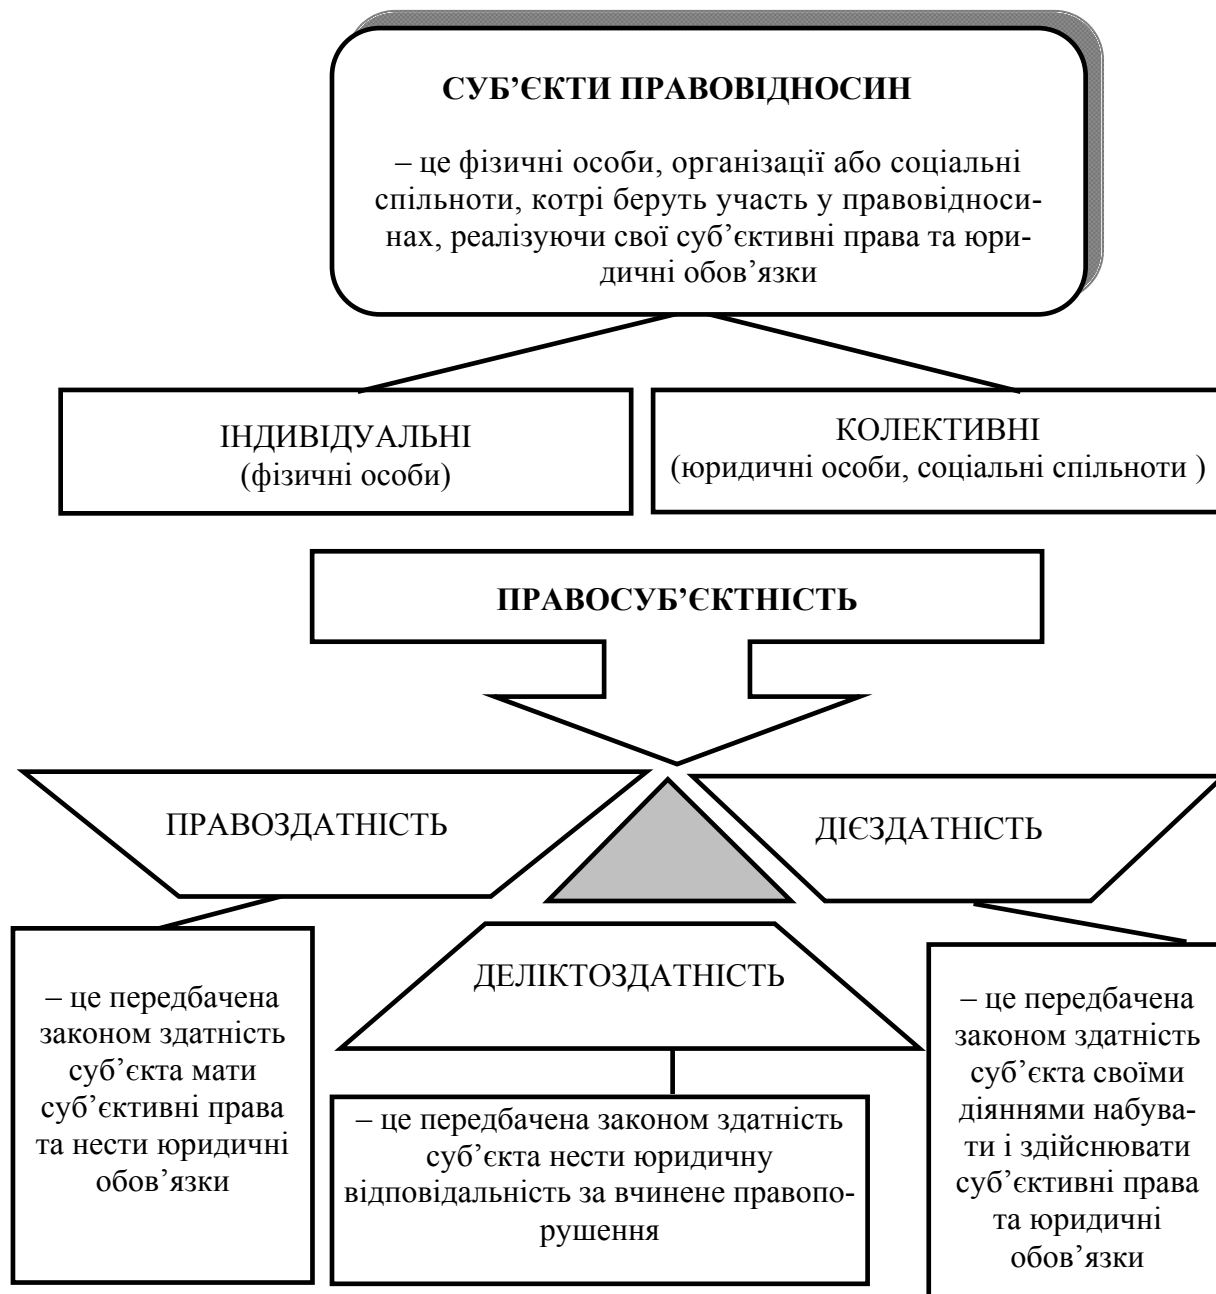 СУБ’ЄКТИ ПРАВОВІДНОСИН
– це фізичні особи, організації або соціальні
спільноти, котрі беруть участь у правовідноси-
нах, реалізуючи свої суб’єктивні права та юри-
дичні обов’язки
ІНДИВІДУАЛЬНІ
(фізичні особи)
КОЛЕКТИВНІ
(юридичні особи, соціальні спільноти )
ПРАВОСУБ’ЄКТНІСТЬ
ПРАВОЗДАТНІСТЬ
ДІЄЗДАТНІСТЬ
ДЕЛІКТОЗДАТНІСТЬ
– це передбачена
законом здатність
суб’єкта мати
суб’єктивні права
та нести юридичні
обов’язки
– це передбачена законом здатність
суб’єкта нести юридичну
відповідальність за вчинене правопо-
рушення
– це передбачена
законом здатність
суб’єкта своїми
діяннями набува-
ти і здійснювати
суб’єктивні права
та юридичні
обов’язки